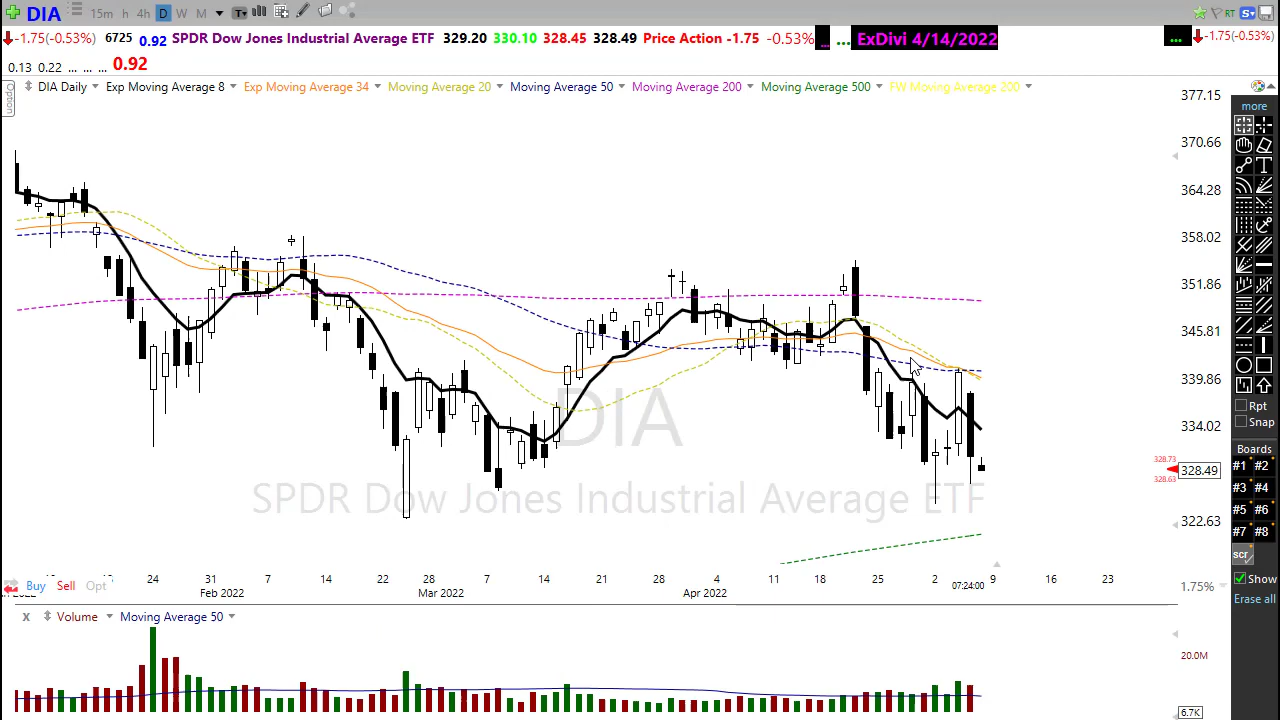 DIA 15m h 4h D W M T RT S
-1.75(-0.53%) 6725 0.92 SPDR Dow Jones Industrial Average ETF 329.20 330.10 328.45 328.49 Price Action -1.75 -0.53% ... ... ExDivi 4/14/2022 ... -1.75(-0.53%)
0.13 0.22 ... ... ... 0.92
Option
DIA Daily Exp Moving Average 8 Exp Moving Average 34 Moving Average 20 Moving Average 50 Moving Average 200 Moving Average 500 FW Moving Average 200
377.15
more
370.66
364.28
358.02
351.86
345.81
339.86
334.02
328.73
328.49
328.63
322.63
DIA
SPDR Dow Jones Industrial Average ETF
Rpt
Snap
Boards
#1 #2
#3 #4
#5 #6
#7 #8
scr
Show
Erase all
24 31 7 14 22 28 7 14 21 28 4 11 18 25 2 9 16 23
Buy Sell Opt 07:24:00 1.75%
Feb 2022 Mar 2022 Apr 2022
x Volume Moving Average 50
20.0M
6.7K